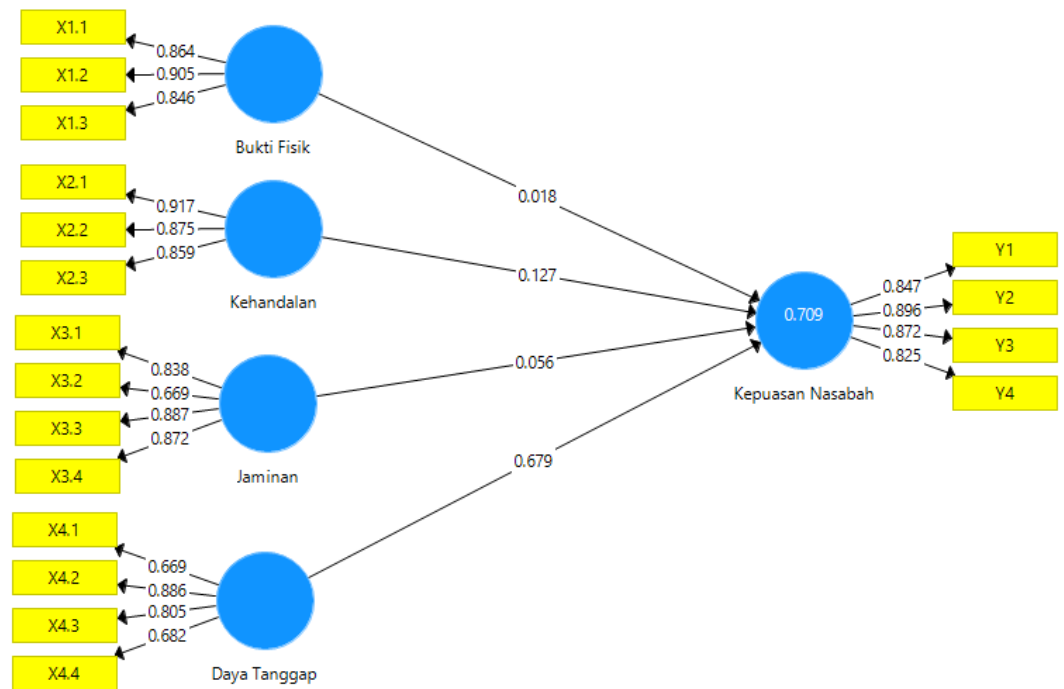 X1.1
0.864
X1.2
0.905
X1.3
0.846
Bukti Fisik
0.018
X2.1
0.917
X2.2
0.875
X2.3
0.859
Kehandalan
0.127
X3.1
0.838
X3.2
0.669
X3.3
0.887
X3.4
0.872
Jaminan
0.056
X4.1
0.669
X4.2
0.886
X4.3
0.805
X4.4
0.682
Daya Tanggap
0.679
0.709
Kepuasan Nasabah
Y1
0.847
Y2
0.896
Y3
0.872
Y4
0.825